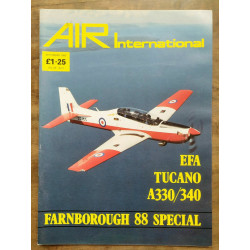 AIR International
£1·25
EFA
TUCANO
A330/340
FARNBOROUGH 88 SPECIAL